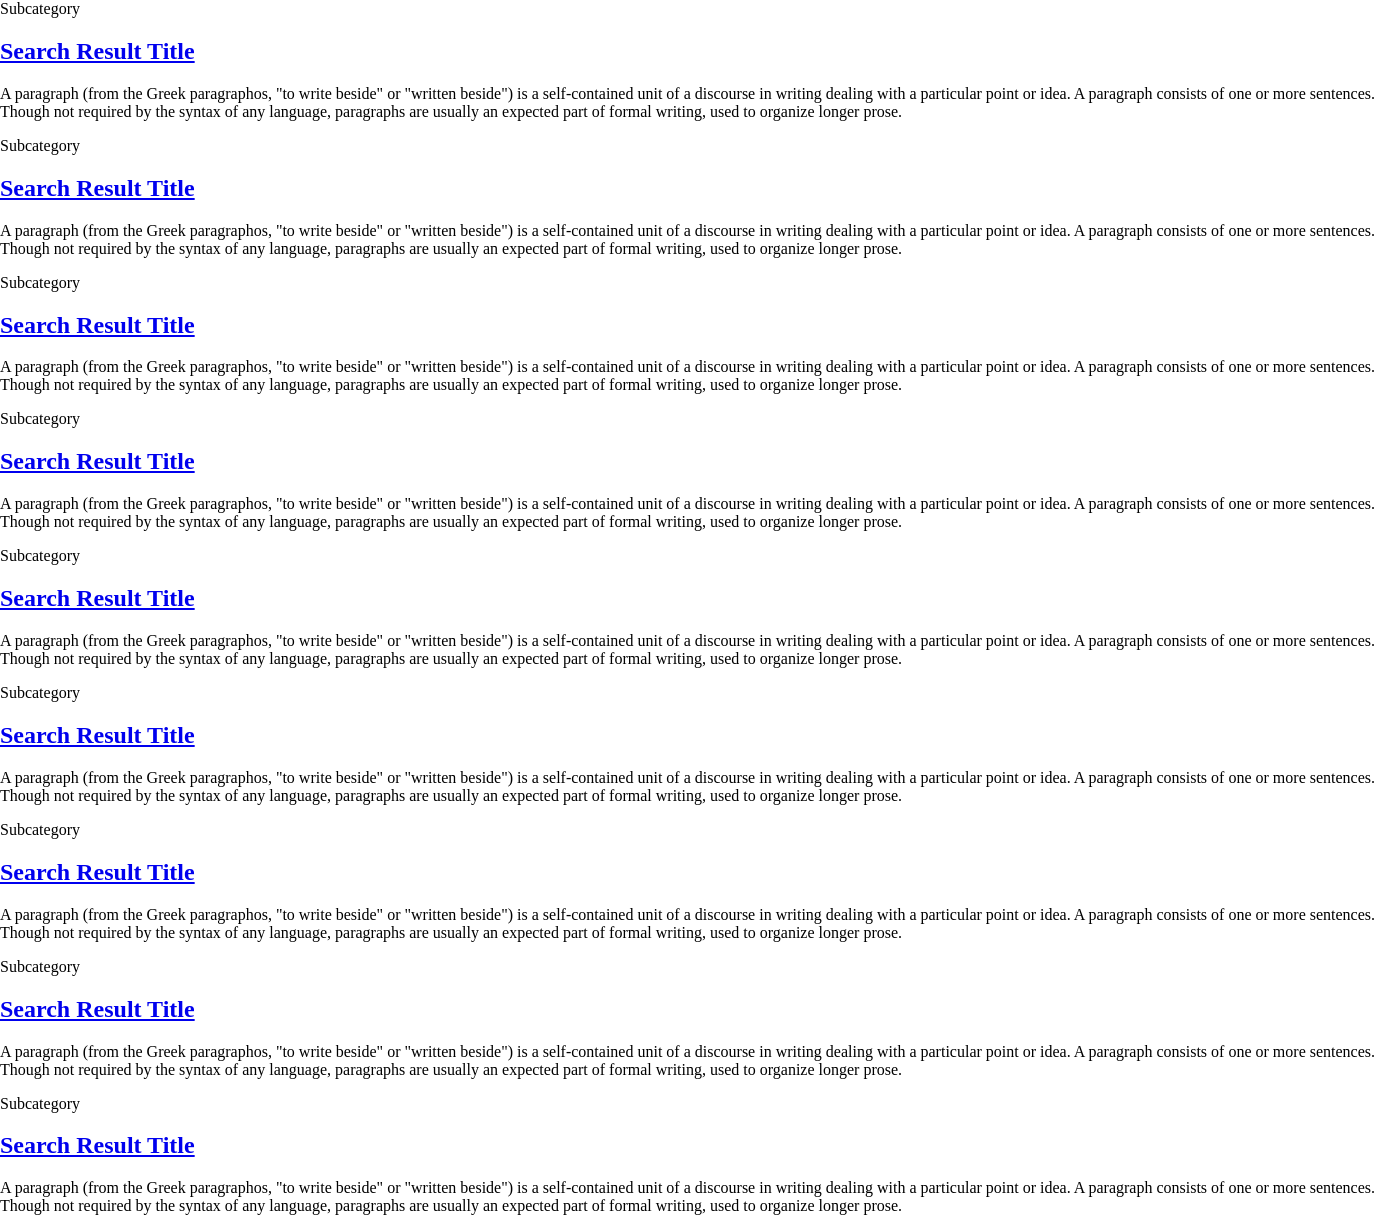 Subcategory
Search Result Title
A paragraph (from the Greek paragraphos, "to write beside" or "written beside") is a self-contained unit of a discourse in writing dealing with a particular point or idea. A paragraph consists of one or more sentences.
Though not required by the syntax of any language, paragraphs are usually an expected part of formal writing, used to organize longer prose.
Subcategory
Search Result Title
A paragraph (from the Greek paragraphos, "to write beside" or "written beside") is a self-contained unit of a discourse in writing dealing with a particular point or idea. A paragraph consists of one or more sentences.
Though not required by the syntax of any language, paragraphs are usually an expected part of formal writing, used to organize longer prose.
Subcategory
Search Result Title
A paragraph (from the Greek paragraphos, "to write beside" or "written beside") is a self-contained unit of a discourse in writing dealing with a particular point or idea. A paragraph consists of one or more sentences.
Though not required by the syntax of any language, paragraphs are usually an expected part of formal writing, used to organize longer prose.
Subcategory
Search Result Title
A paragraph (from the Greek paragraphos, "to write beside" or "written beside") is a self-contained unit of a discourse in writing dealing with a particular point or idea. A paragraph consists of one or more sentences.
Though not required by the syntax of any language, paragraphs are usually an expected part of formal writing, used to organize longer prose.
Subcategory
Search Result Title
A paragraph (from the Greek paragraphos, "to write beside" or "written beside") is a self-contained unit of a discourse in writing dealing with a particular point or idea. A paragraph consists of one or more sentences.
Though not required by the syntax of any language, paragraphs are usually an expected part of formal writing, used to organize longer prose.
Subcategory
Search Result Title
A paragraph (from the Greek paragraphos, "to write beside" or "written beside") is a self-contained unit of a discourse in writing dealing with a particular point or idea. A paragraph consists of one or more sentences.
Though not required by the syntax of any language, paragraphs are usually an expected part of formal writing, used to organize longer prose.
Subcategory
Search Result Title
A paragraph (from the Greek paragraphos, "to write beside" or "written beside") is a self-contained unit of a discourse in writing dealing with a particular point or idea. A paragraph consists of one or more sentences.
Though not required by the syntax of any language, paragraphs are usually an expected part of formal writing, used to organize longer prose.
Subcategory
Search Result Title
A paragraph (from the Greek paragraphos, "to write beside" or "written beside") is a self-contained unit of a discourse in writing dealing with a particular point or idea. A paragraph consists of one or more sentences.
Though not required by the syntax of any language, paragraphs are usually an expected part of formal writing, used to organize longer prose.
Subcategory
Search Result Title
A paragraph (from the Greek paragraphos, "to write beside" or "written beside") is a self-contained unit of a discourse in writing dealing with a particular point or idea. A paragraph consists of one or more sentences.
Though not required by the syntax of any language, paragraphs are usually an expected part of formal writing, used to organize longer prose.